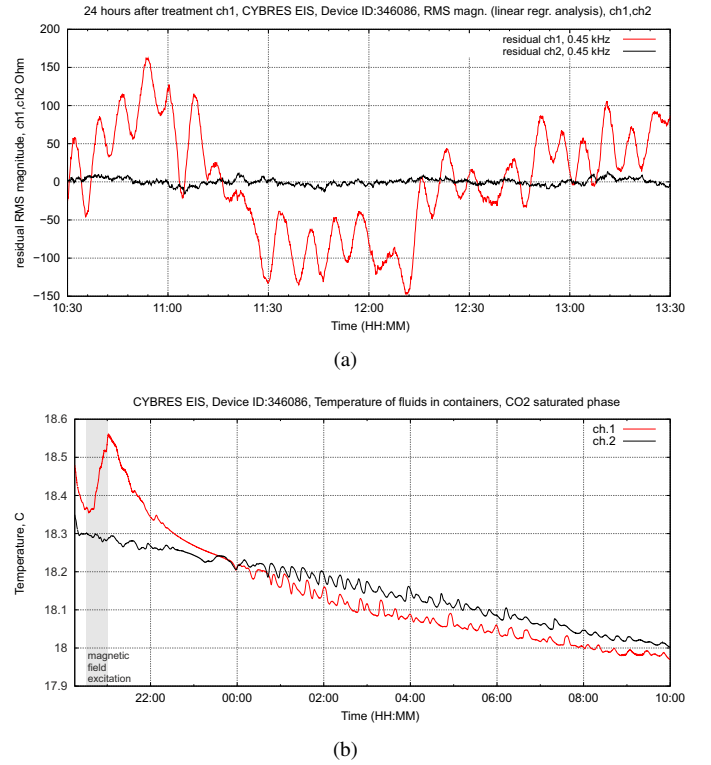 24 hours after treatment ch1, CYBRES EIS, Device ID:346086, RMS magn. (linear regr. analysis), ch1,ch2
residual ch1, 0.45 kHz
residual ch2, 0.45 kHz
200
150
100
50
0
−50
−100
−150
residual RMS magnitude, ch1,ch2 Ohm
10:30
11:00
11:30
12:00
12:30
13:00
13:30
Time (HH:MM)
(a)
CYBRES EIS, Device ID:346086, Temperature of fluids in containers, CO2 saturated phase
ch.1
ch.2
18.6
18.5
18.4
18.3
18.2
18.1
18
17.9
Temperature, C
magnetic
field
excitation
22:00
00:00
02:00
04:00
06:00
08:00
10:00
Time (HH:MM)
(b)